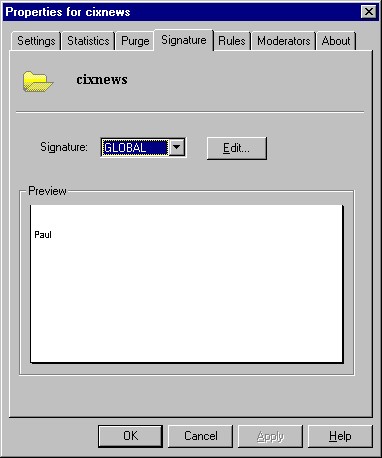 Properties for cixnews
Settings Statistics Purge Signature Rules Moderators About
cixnews
Signature: GLOBAL Edit...
Preview
Paul
OK Cancel Apply Help